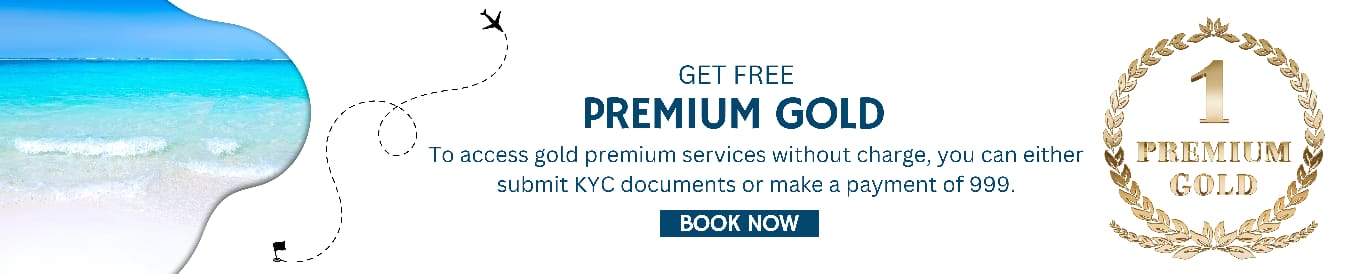 GET FREE
PREMIUM GOLD
To access gold premium services without charge, you can either
submit KYC documents or make a payment of 999.
BOOK NOW
1
PREMIUM
GOLD